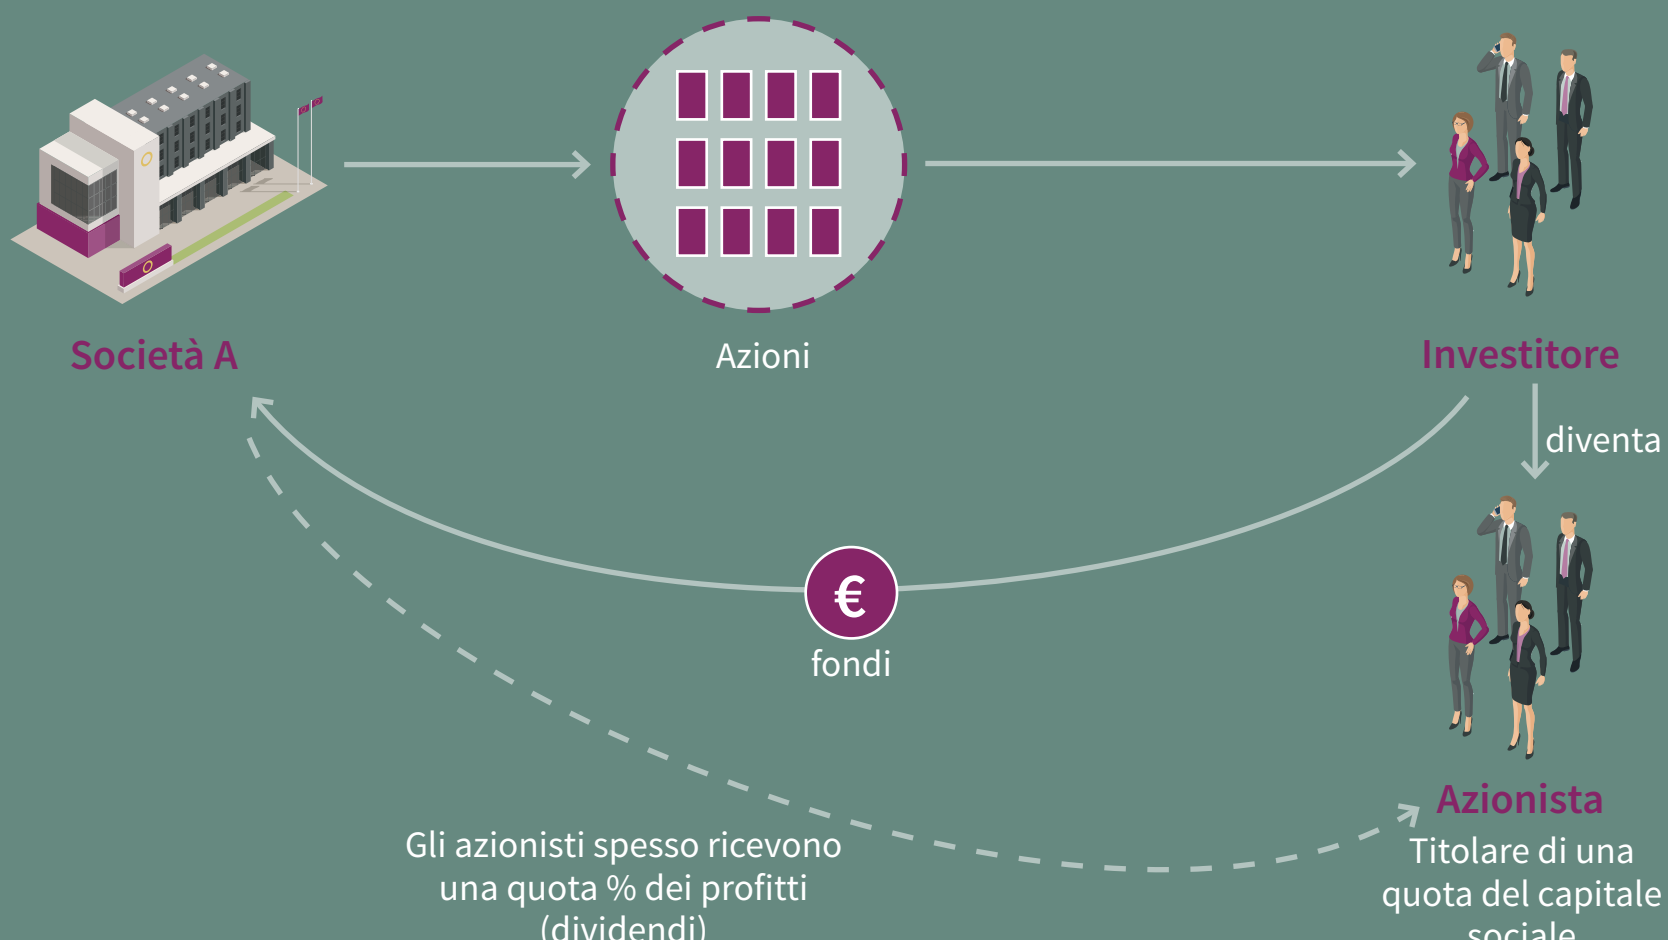 Società A
Azioni
Investitore
diventa
€
fondi
Azionista
Titolare di una
quota del capitale
sociale
Gli azionisti spesso ricevono
una quota % dei profitti
(dividendi)